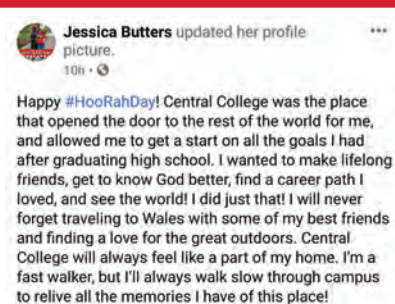 Jessica Butters updated her profile
picture.
10h •
Happy #HooRahDay! Central College was the place
that opened the door to the rest of the world for me,
and allowed me to get a start on all the goals I had
after graduating high school. I wanted to make lifelong
friends, get to know God better, find a career path I
loved, and see the world! I did just that! I will never
forget traveling to Wales with some of my best friends
and finding a love for the great outdoors. Central
College will always feel like a part of my home. I'm a
fast walker, but I'll always walk slow through campus
to relive all the memories I have of this place!